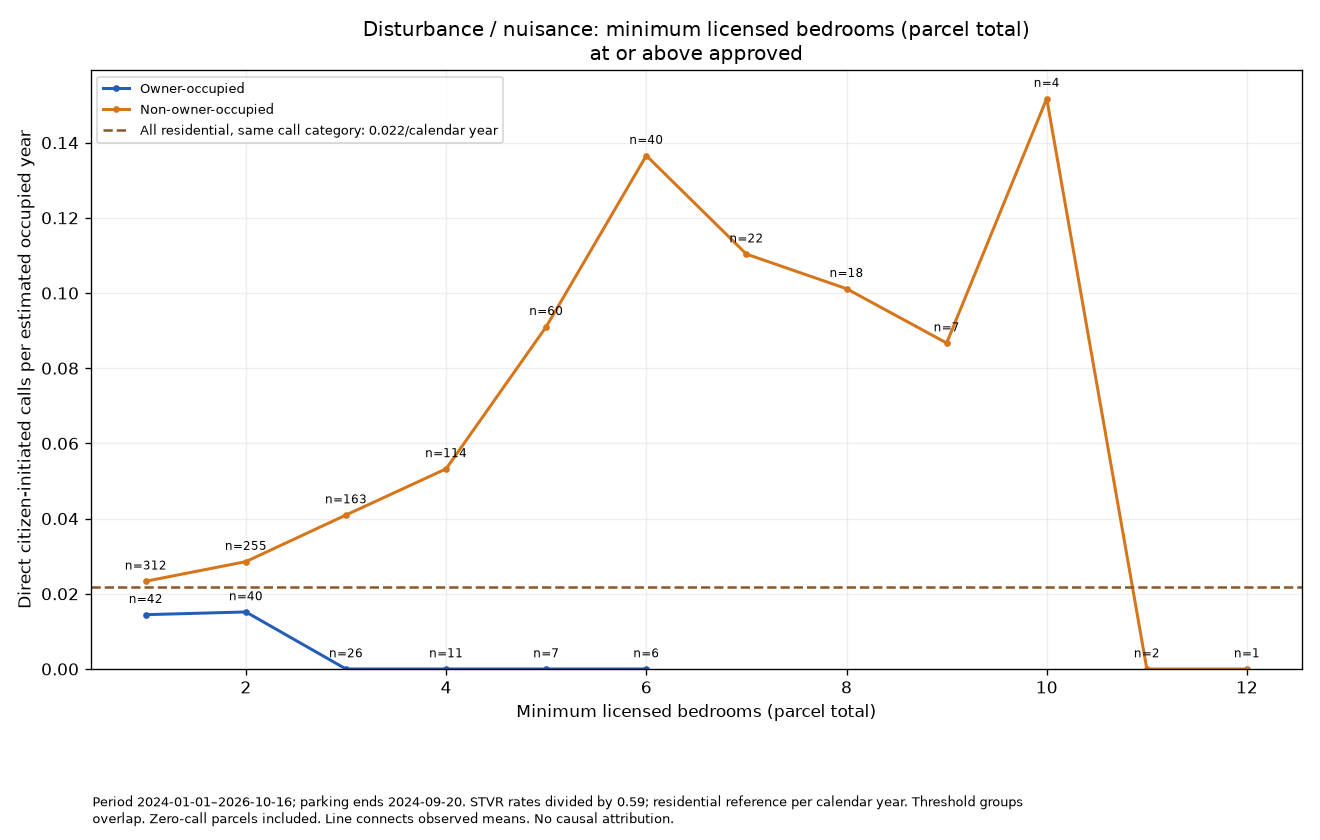 Disturbance / nuisance: minimum licensed bedrooms (parcel total)
at or above approved
Owner-occupied
Non-owner-occupied
All residential, same call category: 0.022/calendar year
Direct citizen-initiated calls per estimated occupied year
0.14
0.12
0.10
0.08
0.06
0.04
0.02
0.00
n=312
n=255
n=163
n=114
n=60
n=40
n=22
n=18
n=7
n=4
n=2
n=1
n=42
n=40
n=26
n=11
n=7
n=6
2
4
6
8
10
12
Minimum licensed bedrooms (parcel total)
Period 2024-01-01–2026-10-16; parking ends 2024-09-20. STVR rates divided by 0.59; residential reference per calendar year. Threshold groups
overlap. Zero-call parcels included. Line connects observed means. No causal attribution.